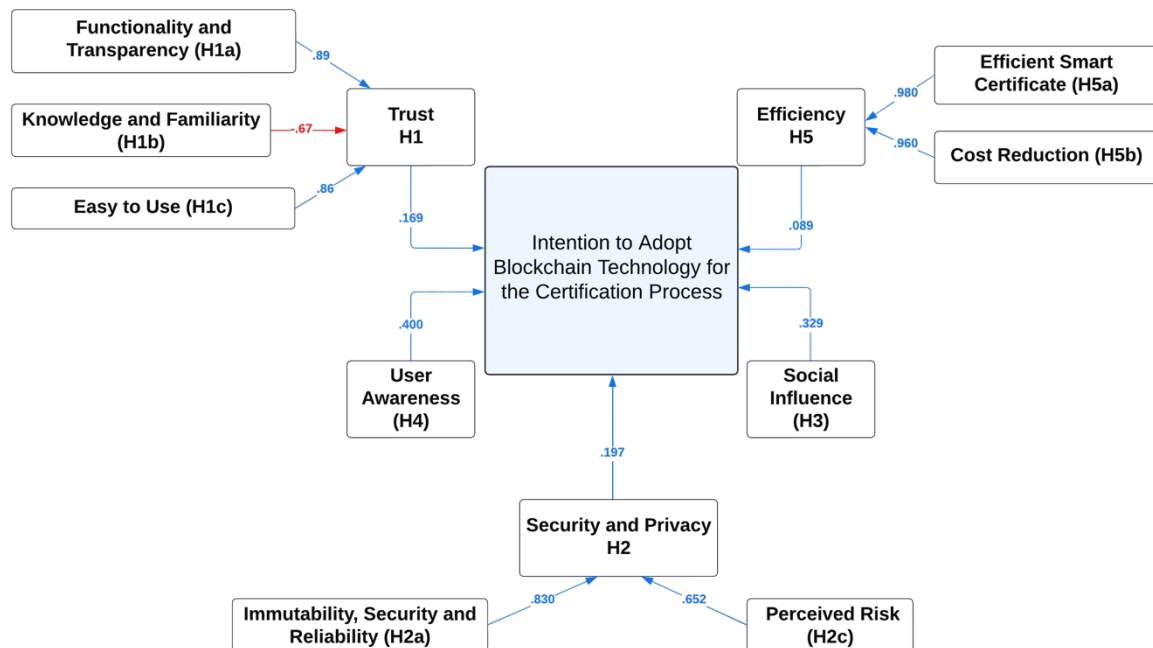 Functionality and
Transparency (H1a)
.89
Knowledge and Familiarity
(H1b)
-.67
Easy to Use (H1c)
.86
Trust
H1
.169
Efficiency
H5
.089
Efficient Smart
Certificate (H5a)
.980
Cost Reduction (H5b)
.960
Intention to Adopt
Blockchain Technology for
the Certification Process
.400
User
Awareness
(H4)
.329
Social
Influence
(H3)
.197
Security and Privacy
H2
.830
.652
Immutability, Security and
Reliability (H2a)
Perceived Risk
(H2c)